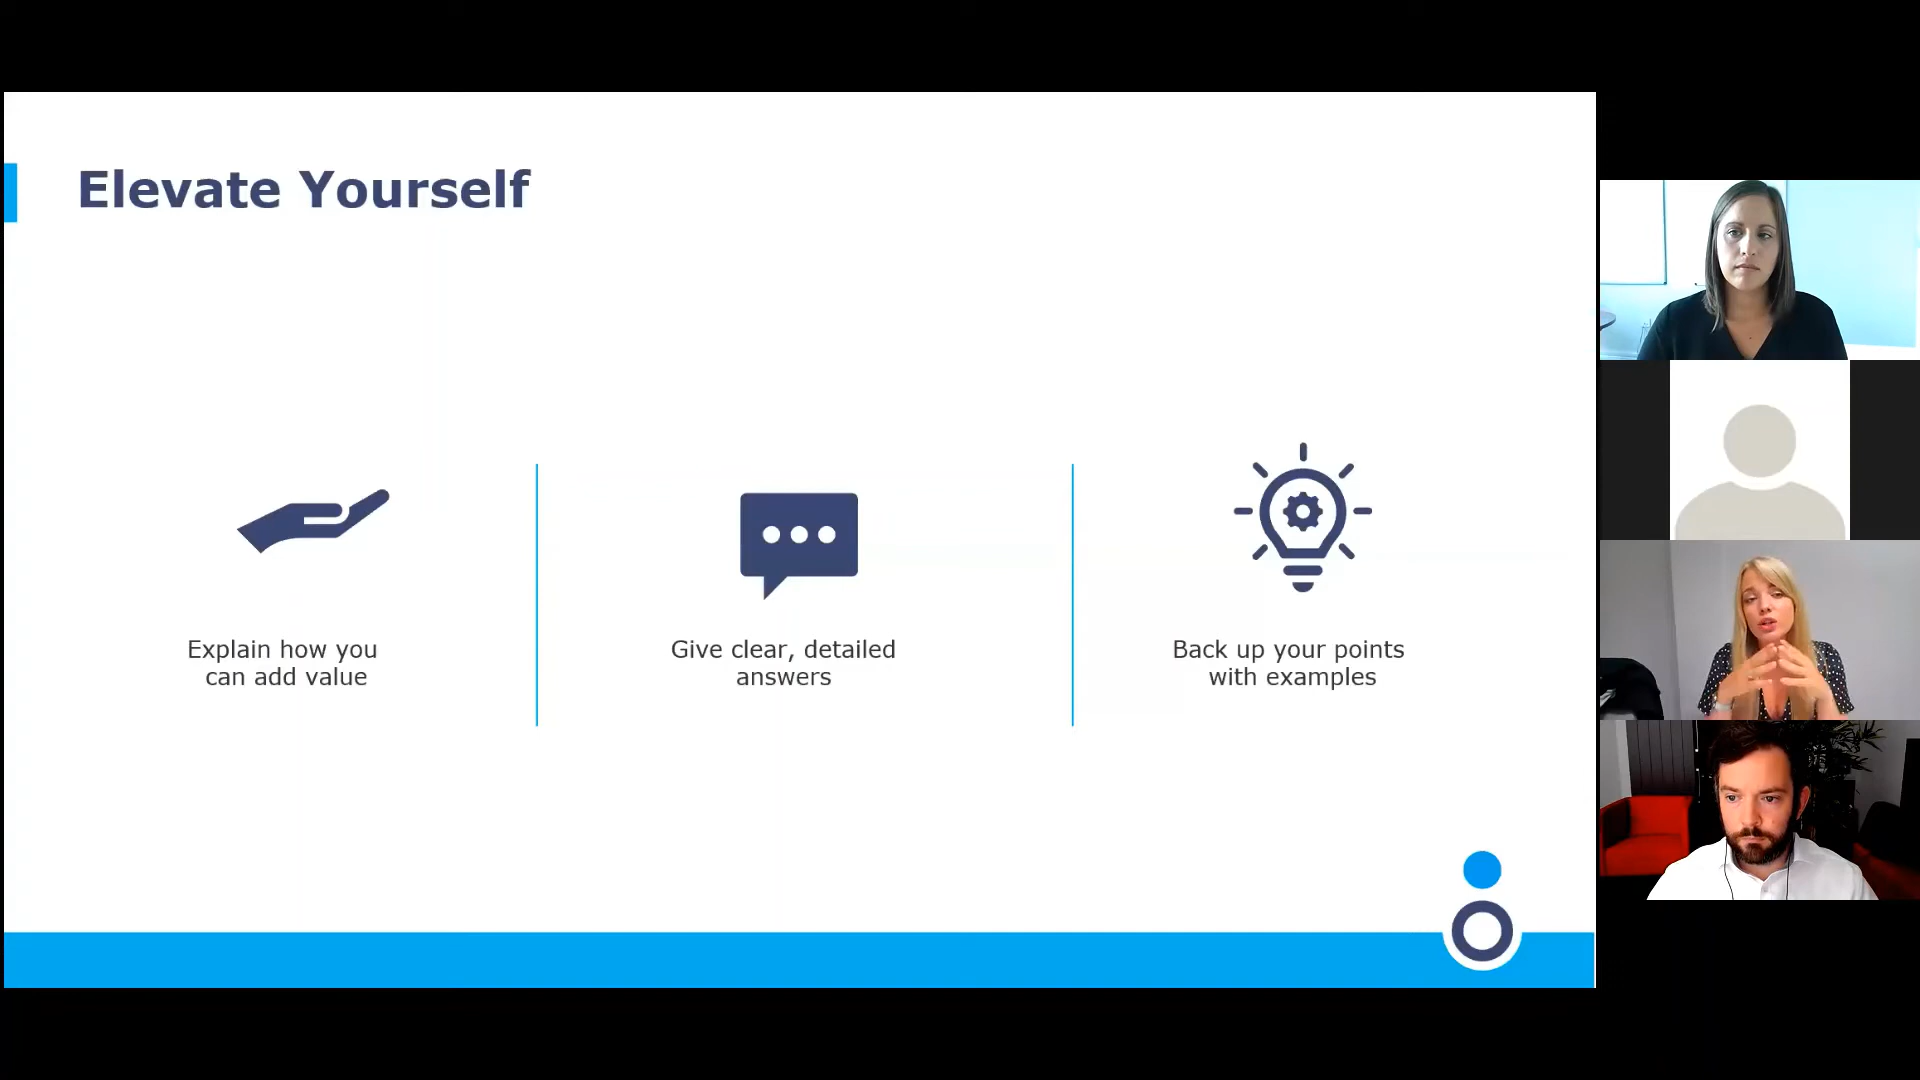 Elevate Yourself
Explain how you
can add value
Give clear, detailed
answers
Back up your points
with examples